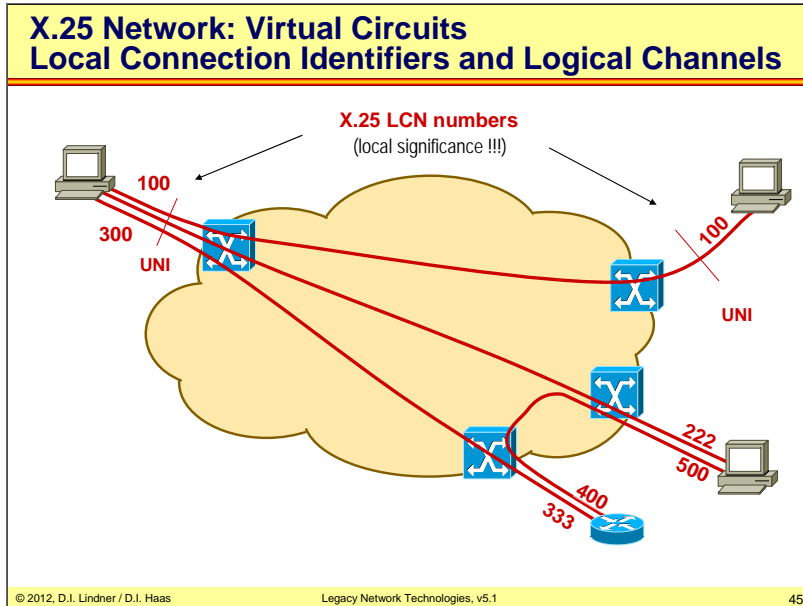 X.25 Network: Virtual Circuits
Local Connection Identifiers and Logical Channels
X.25 LCN numbers
(local significance !!!)
100
300
UNI
100
UNI
222
500
400
333
© 2012, D.I. Lindner / D.I. Haas
Legacy Network Technologies, v5.1
45